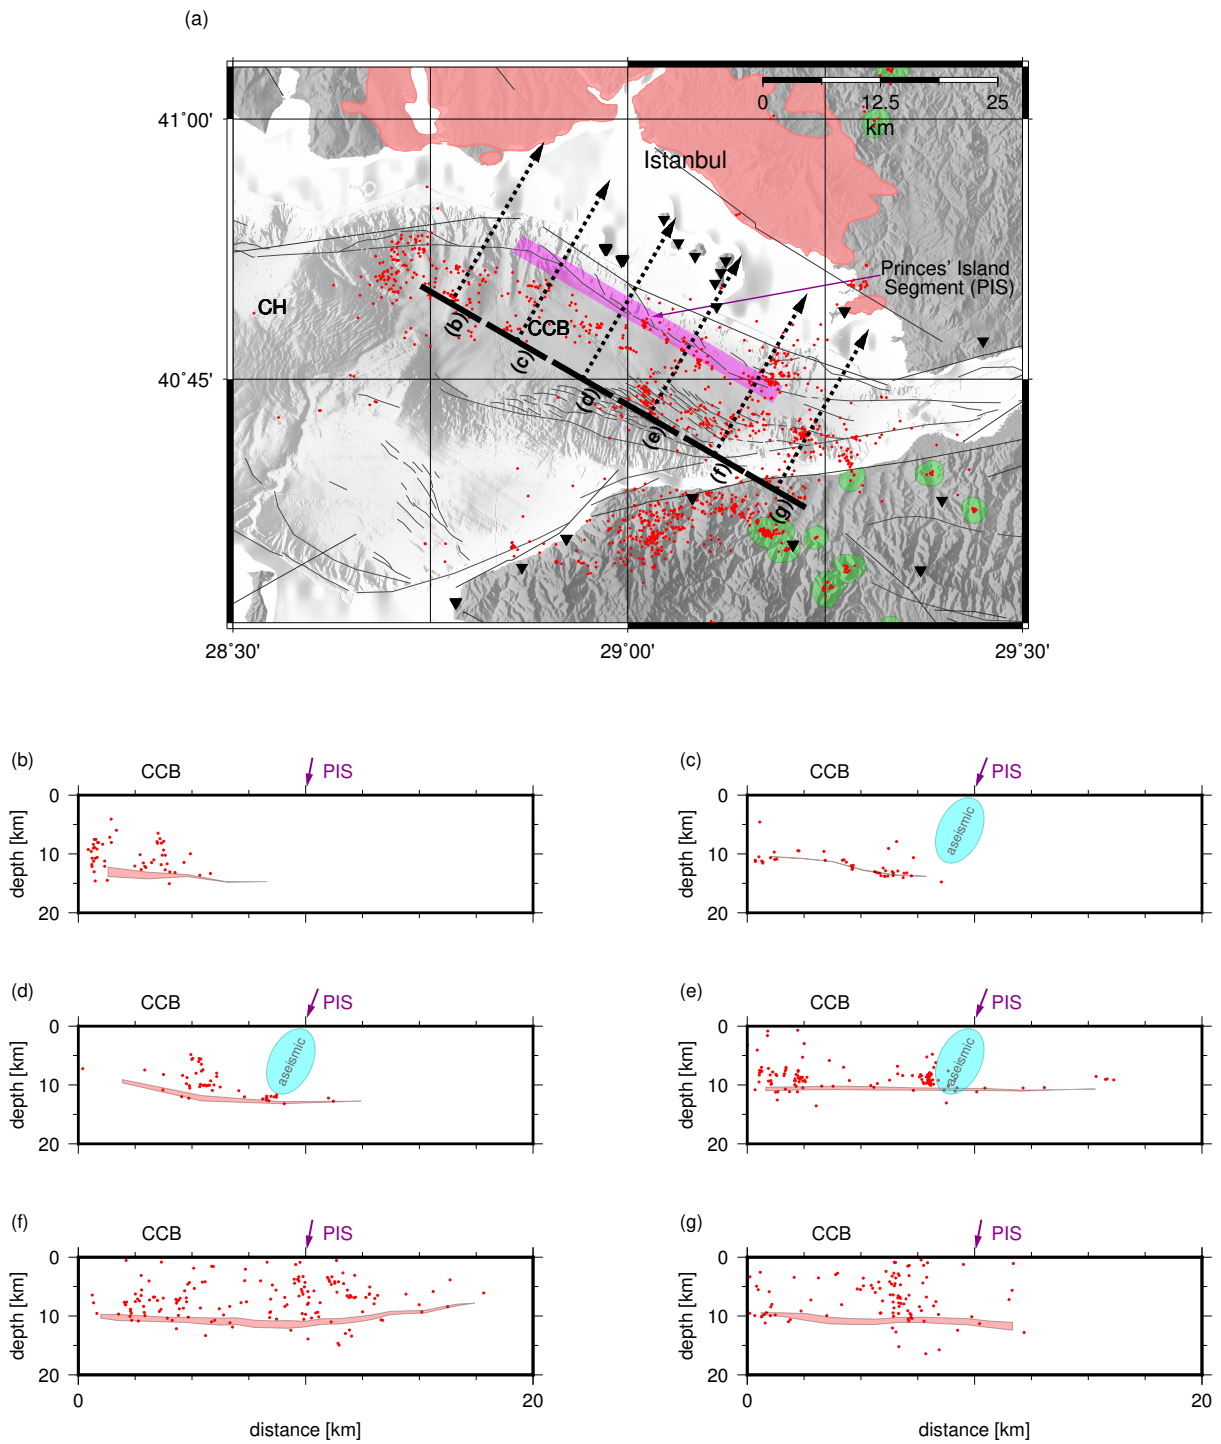 (a)
0
12.5
25
km
41°00'
Istanbul
Princes' Island
Segment (PIS)
CH
CCB
(b)
(c)
(d)
(e)
(f)
(g)
40°45'
28°30'
29°00'
29°30'
(b)
CCB
PIS
0
10
20
depth [km]
(c)
CCB
PIS
0
10
20
depth [km]
aseismic
(d)
CCB
PIS
0
10
20
depth [km]
aseismic
(e)
CCB
PIS
0
10
20
depth [km]
aseismic
(f)
CCB
PIS
0
10
20
depth [km]
0
20
distance [km]
(g)
CCB
PIS
0
10
20
depth [km]
0
20
distance [km]